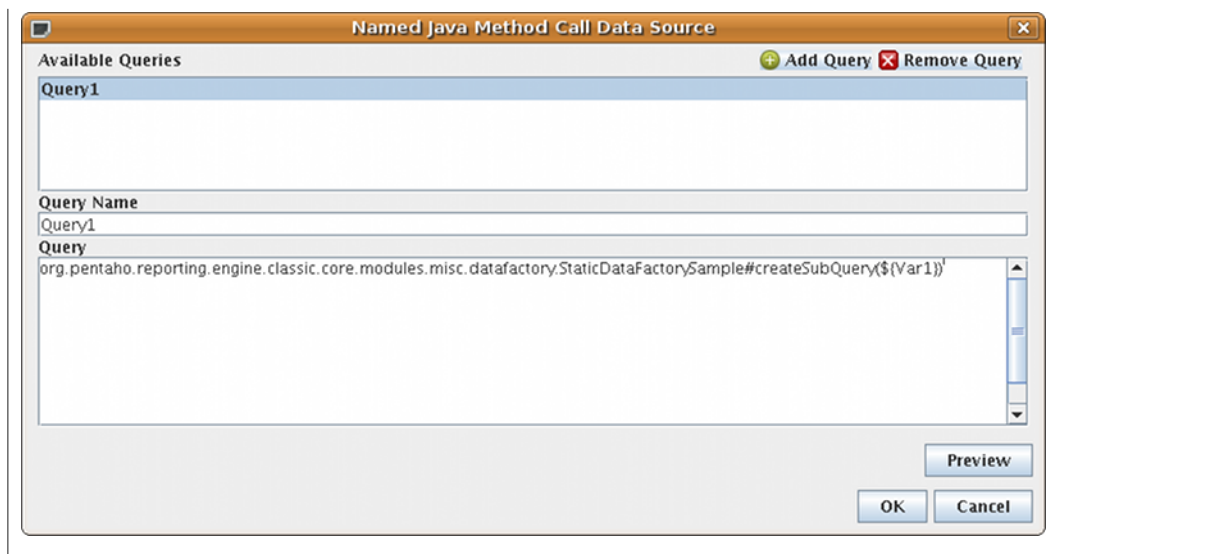 Named Java Method Call Data Source
Available Queries
Add Query Remove Query
Query1
Query Name
Query1
Query
org.pentaho.reporting.engine.classic.core.modules.misc.datafactory.StaticDataFactorySample#createSubQuery(${Var1})'
Preview
OK Cancel